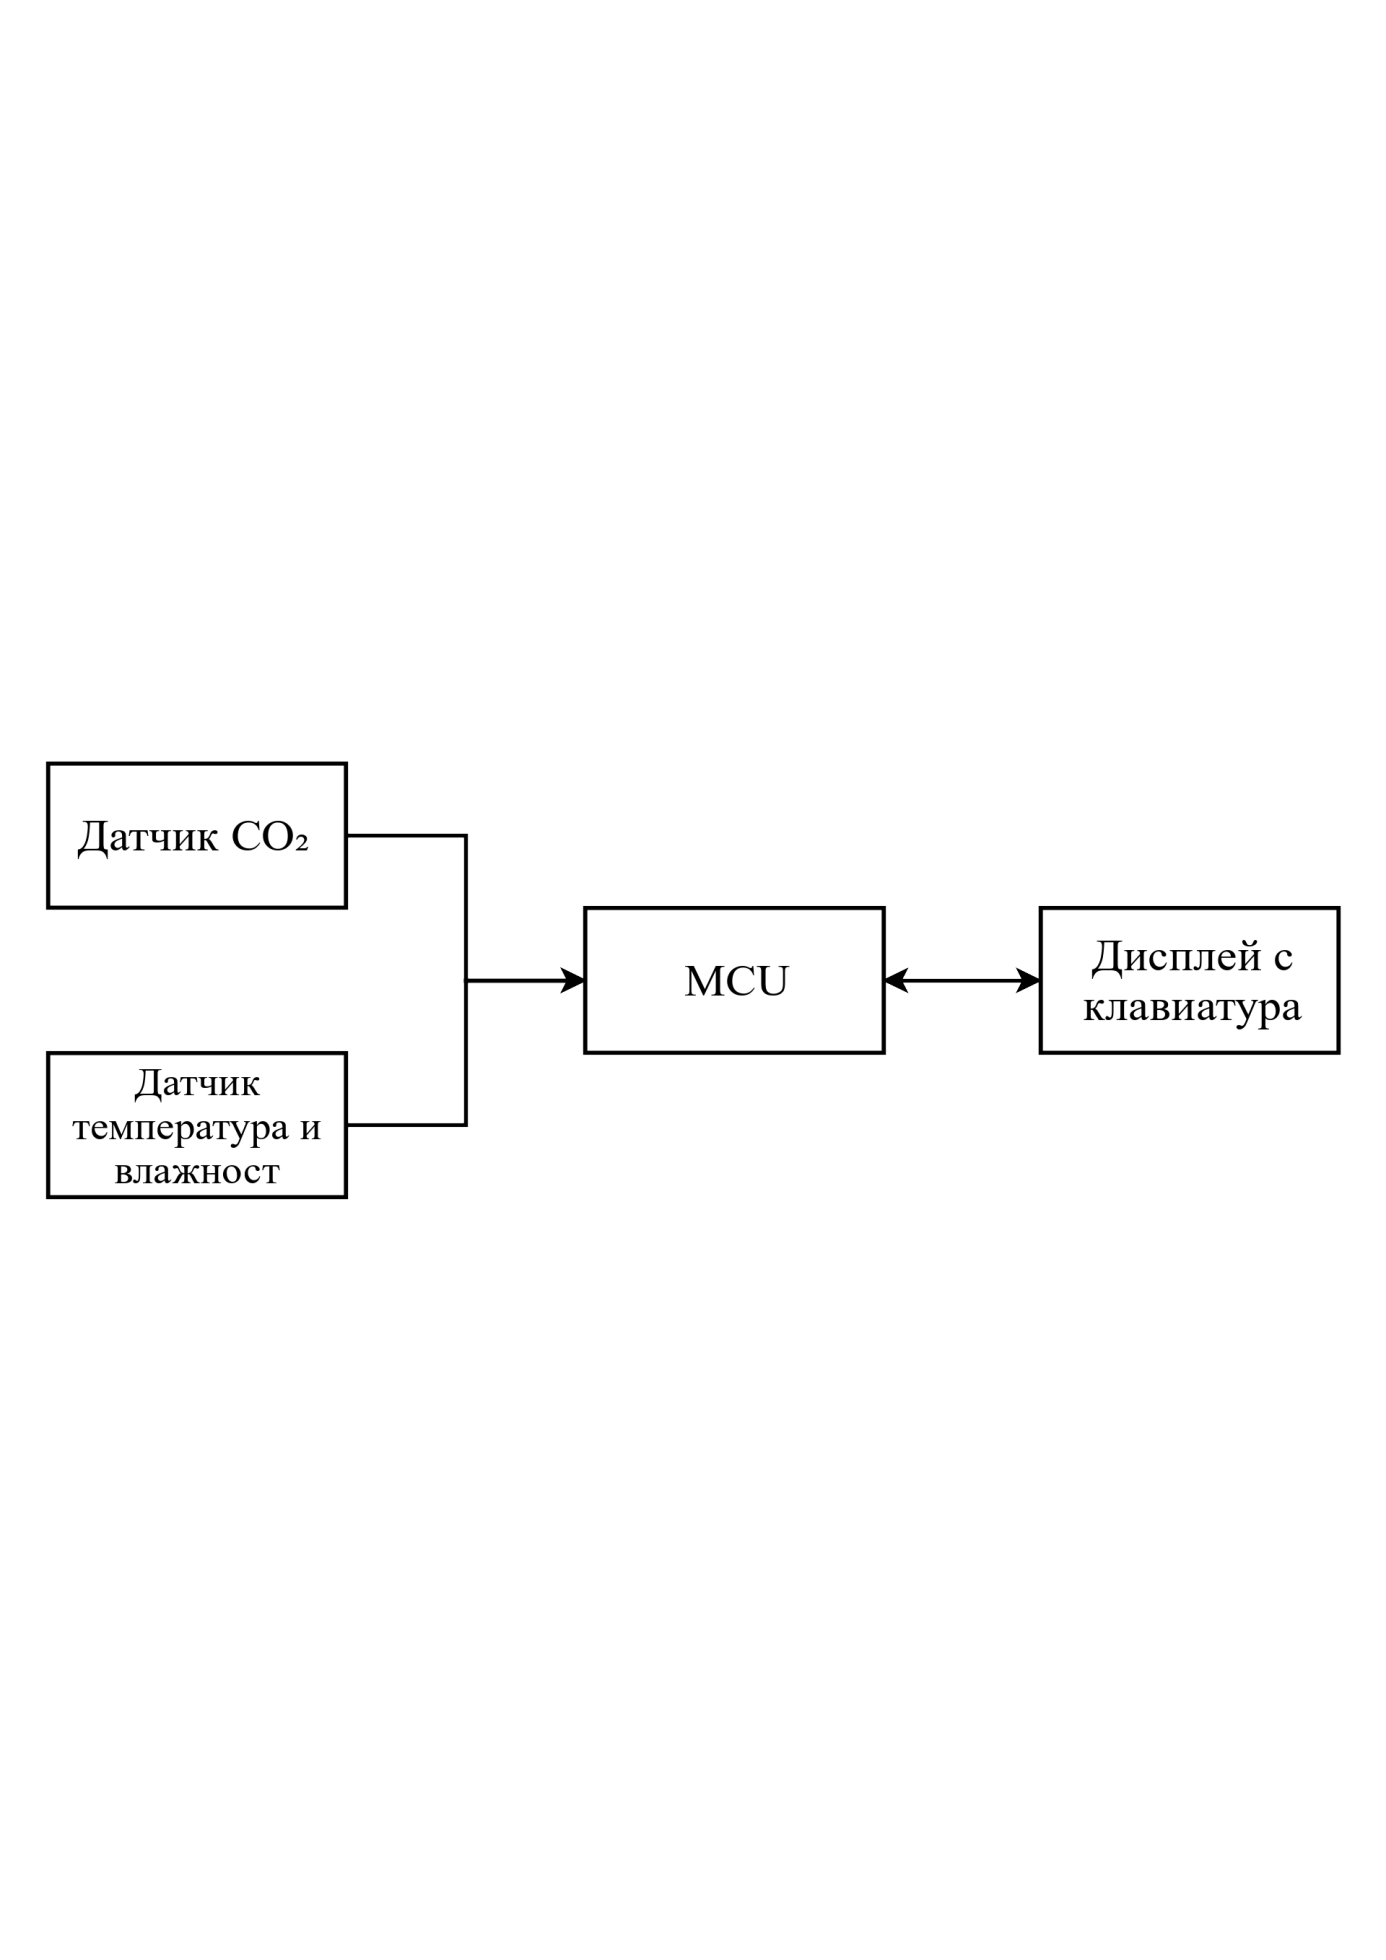 Датчик CO₂
Датчик
температура и
влажност
MCU
Дисплей с
клавиатура